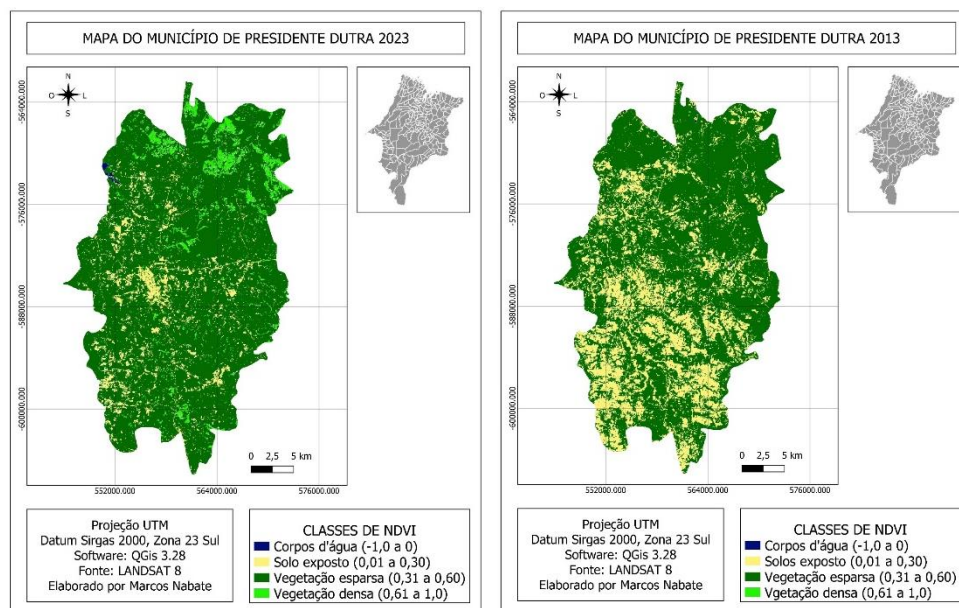 MAPA DO MUNICÍPIO DE PRESIDENTE DUTRA 2023
N
O
L
S
-564000.000
-576000.000
-588000.000
-600000.000
0 2,5 5 km
552000.000 564000.000 576000.000
Projeção UTM
Datum Sirgas 2000, Zona 23 Sul
Software: QGis 3.28
Fonte: LANDSAT 8
Elaborado por Marcos Nabate
CLASSES DE NDVI
Corpos d'água (-1,0 a 0)
Solo exposto (0,01 a 0,30)
Vegetação esparsa (0,31 a 0,60)
Vegetação densa (0,61 a 1,0)
MAPA DO MUNICÍPIO DE PRESIDENTE DUTRA 2013
N
O
L
S
-564000.000
-576000.000
-588000.000
-600000.000
0 2,5 5 km
552000.000 564000.000 576000.000
Projeção UTM
Datum Sirgas 2000, Zona 23 Sul
Software: QGis 3.28
Fonte: LANDSAT 8
Elaborado por Marcos Nabate
CLASSES DE NDVI
Corpos d'água (-1,0 a 0)
Solos exposto (0,01 a 0,30)
Vegetação esparsa (0,31 a 0,60)
Vgetação densa (0,61 a 1,0)